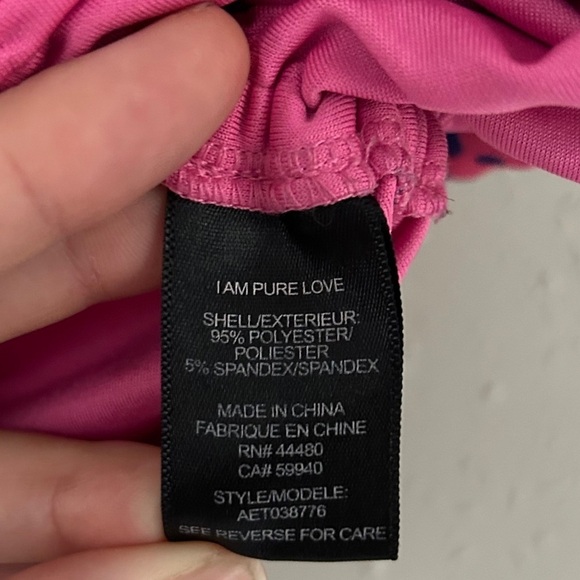 I AM PURE LOVE
SHELL/EXTERIEUR:
95% POLYESTER/
POLIESTER
5% SPANDEX/SPANDEX
MADE IN CHINA
FABRIQUE EN CHINE
RN# 44480
CA# 59940
STYLE/MODELE:
AET038776
SEE REVERSE FOR CARE